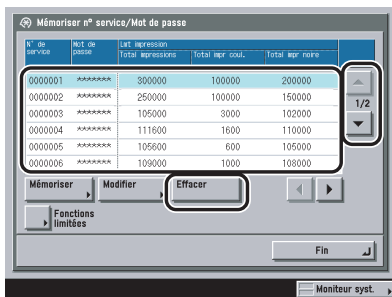 Mémoriser nº service/Mot de passe
N° de service Mot de passe Lmt impression
Total impressions Total impr coul. Total impr noire
0000001 ******* 300000 100000 200000
0000002 ******* 250000 100000 150000
0000003 ******* 105000 3000 102000
0000004 ******* 111600 1600 110000
0000005 ******* 105600 600 105000
0000006 ******* 109000 1000 108000
1/2
Mémoriser Modifier Effacer
Fonctions
limitées
Fin
Moniteur syst.